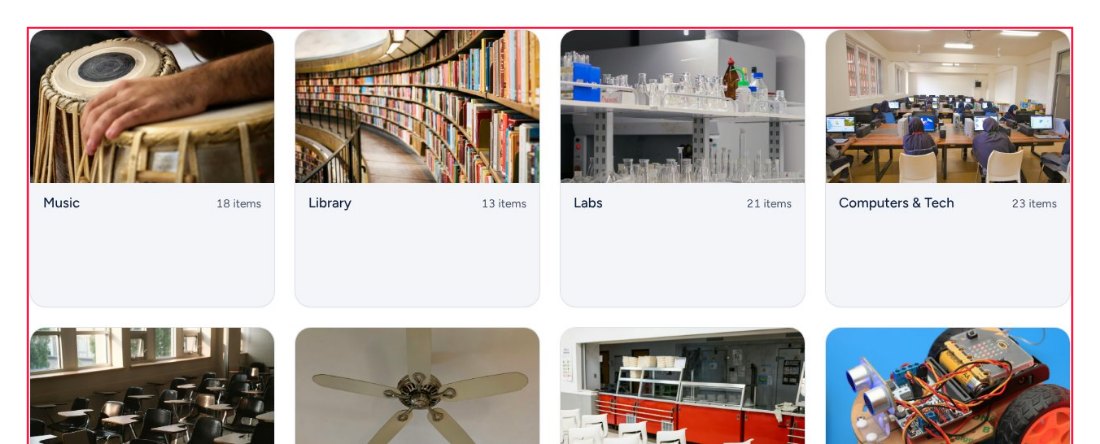 Music
18 items
Library
13 items
Labs
21 items
Computers & Tech
23 items